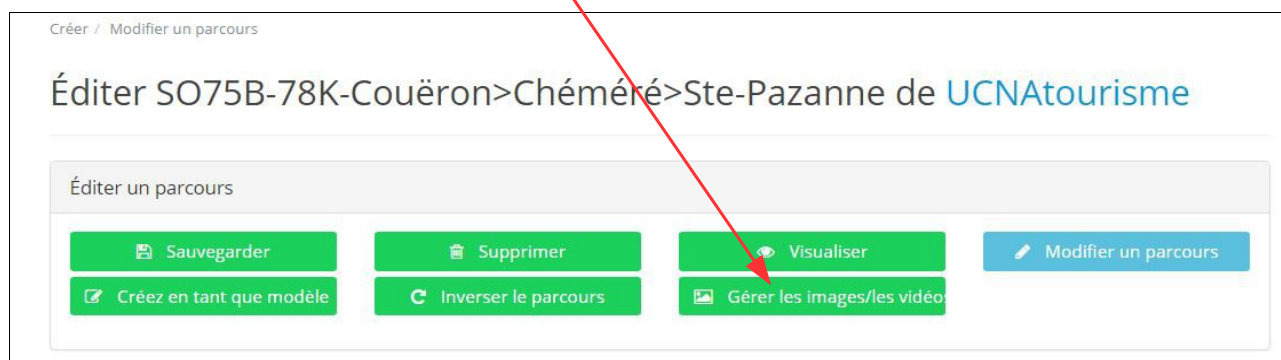 Créer / Modifier un parcours
Éditer SO75B-78K-Couëron>Chéméré>Ste-Pazanne de UCNAtourisme
Éditer un parcours
Sauvegarder Supprimer Visualiser Modifier un parcours
Créez en tant que modèle Inverser le parcours Gérer les images/les vidéos